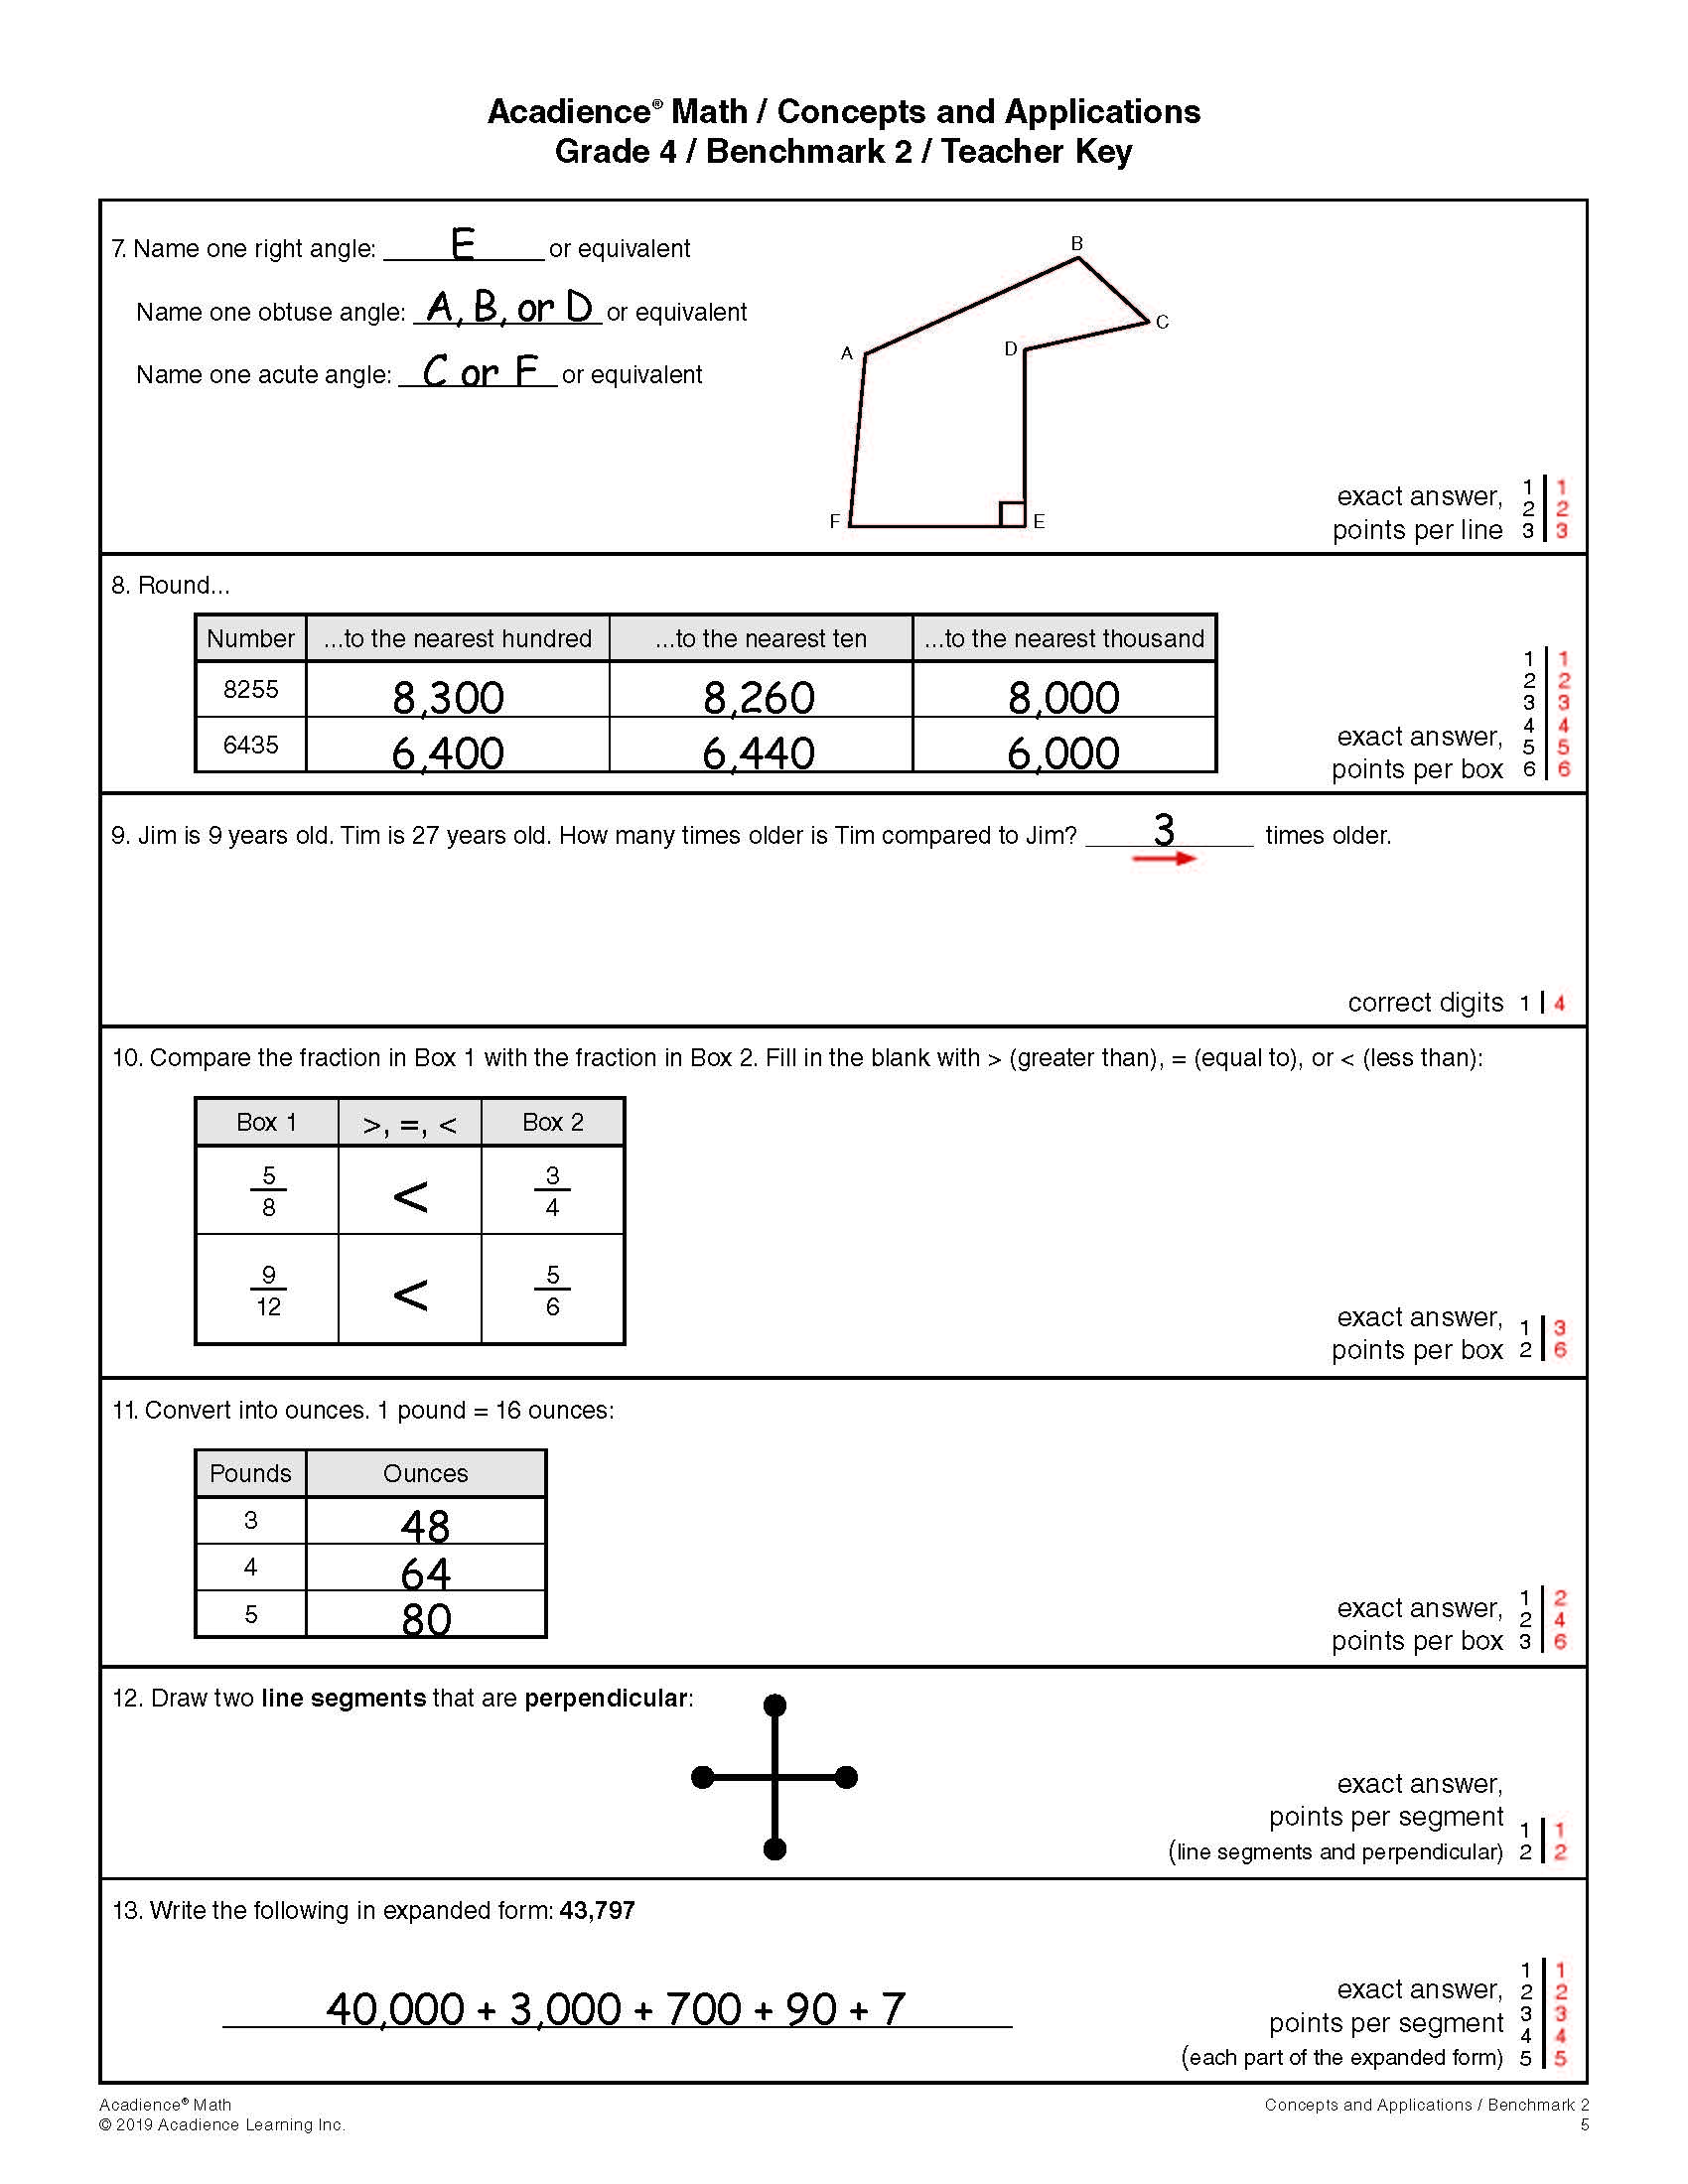 Acadience® Math / Concepts and Applications
Grade 4 / Benchmark 2 / Teacher Key
7. Name one right angle: E or equivalent
Name one obtuse angle: A, B, or D or equivalent
Name one acute angle: C or F or equivalent
B
C
A
D
F
E
exact answer,
points per line
1 1
2 2
3 3
8. Round...
Number ...to the nearest hundred ...to the nearest ten ...to the nearest thousand
8255 8,300 8,260 8,000
6435 6,400 6,440 6,000
exact answer,
points per box
1 1
2 2
3 3
4 4
5 5
6 6
9. Jim is 9 years old. Tim is 27 years old. How many times older is Tim compared to Jim? 3 times older.
correct digits 1 4
10. Compare the fraction in Box 1 with the fraction in Box 2. Fill in the blank with > (greater than), = (equal to), or < (less than):
Box 1 >, =, < Box 2
5/8 < 3/4
9/12 < 5/6
exact answer,
points per box
1 3
2 6
11. Convert into ounces. 1 pound = 16 ounces:
Pounds Ounces
3 48
4 64
5 80
exact answer,
points per box
1 2
2 4
3 6
12. Draw two line segments that are perpendicular:
exact answer,
points per segment
(line segments and perpendicular)
1 1
2 2
13. Write the following in expanded form: 43,797
40,000 + 3,000 + 700 + 90 + 7
exact answer,
points per segment
(each part of the expanded form)
1 1
2 2
3 3
4 4
5 5
Acadience® Math
© 2019 Acadience Learning Inc.
Concepts and Applications / Benchmark 2
5